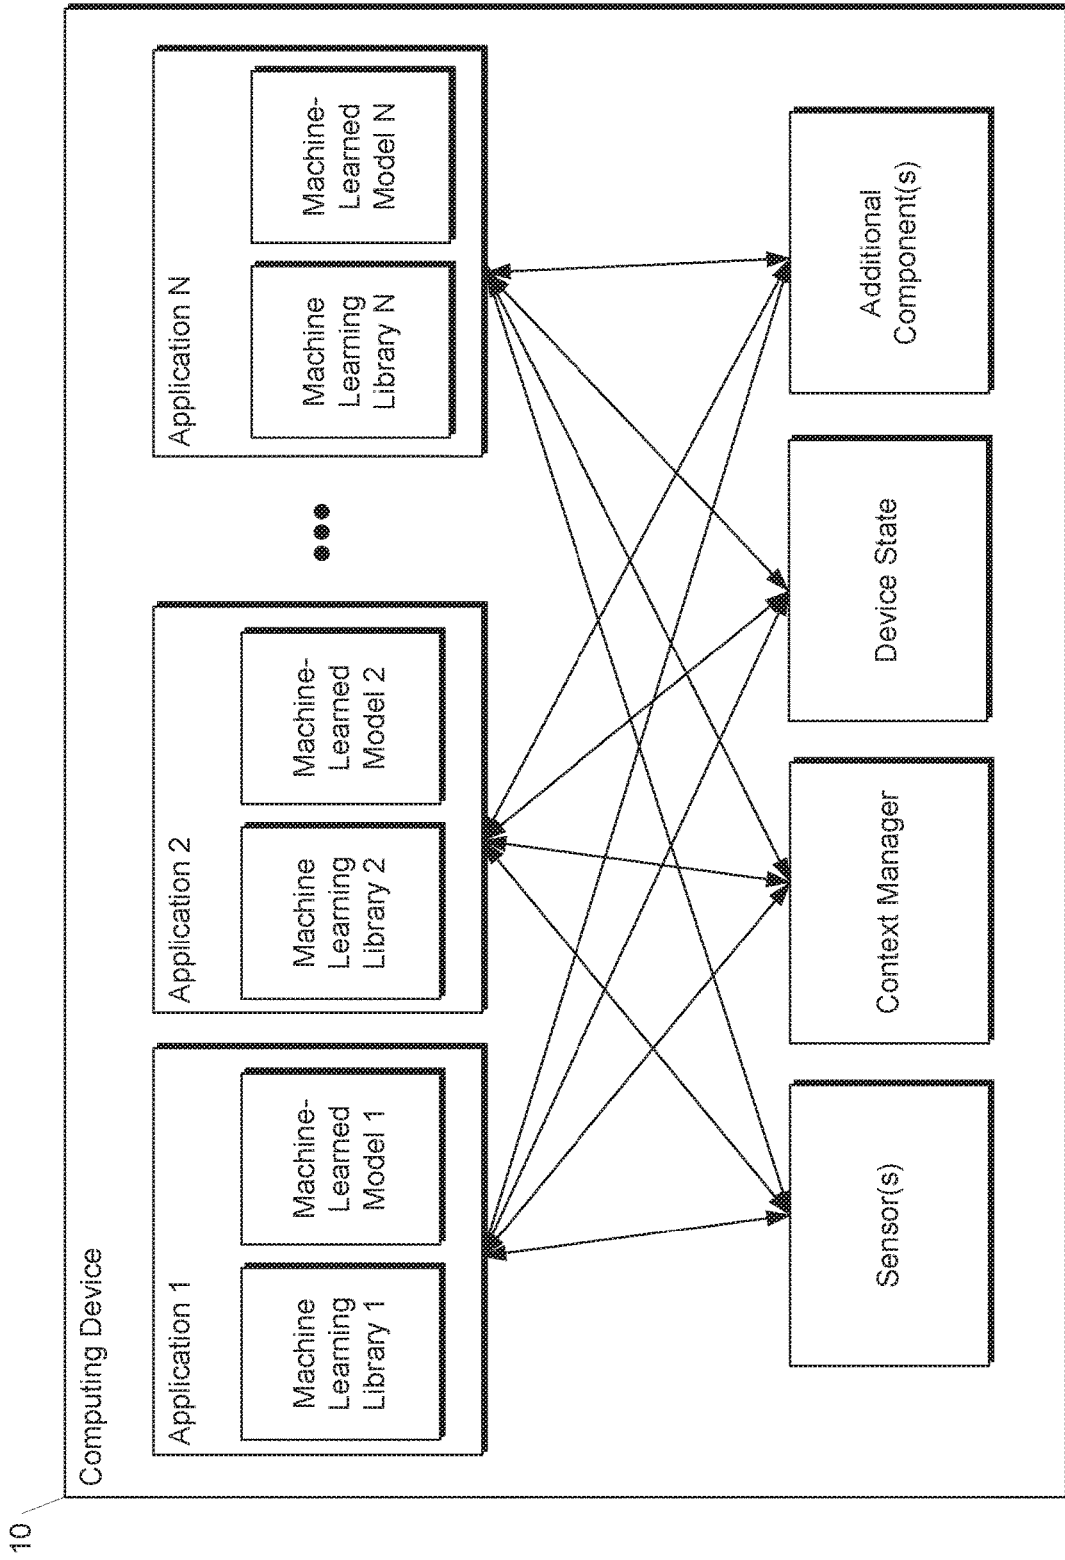 10
Computing Device
Application 1
Machine
Learning
Library 1
Machine-
Learned
Model 1
Application 2
Machine
Learning
Library 2
Machine-
Learned
Model 2
Application N
Machine
Learning
Library N
Machine-
Learned
Model N
Sensor(s)
Context Manager
Device State
Additional
Component(s)